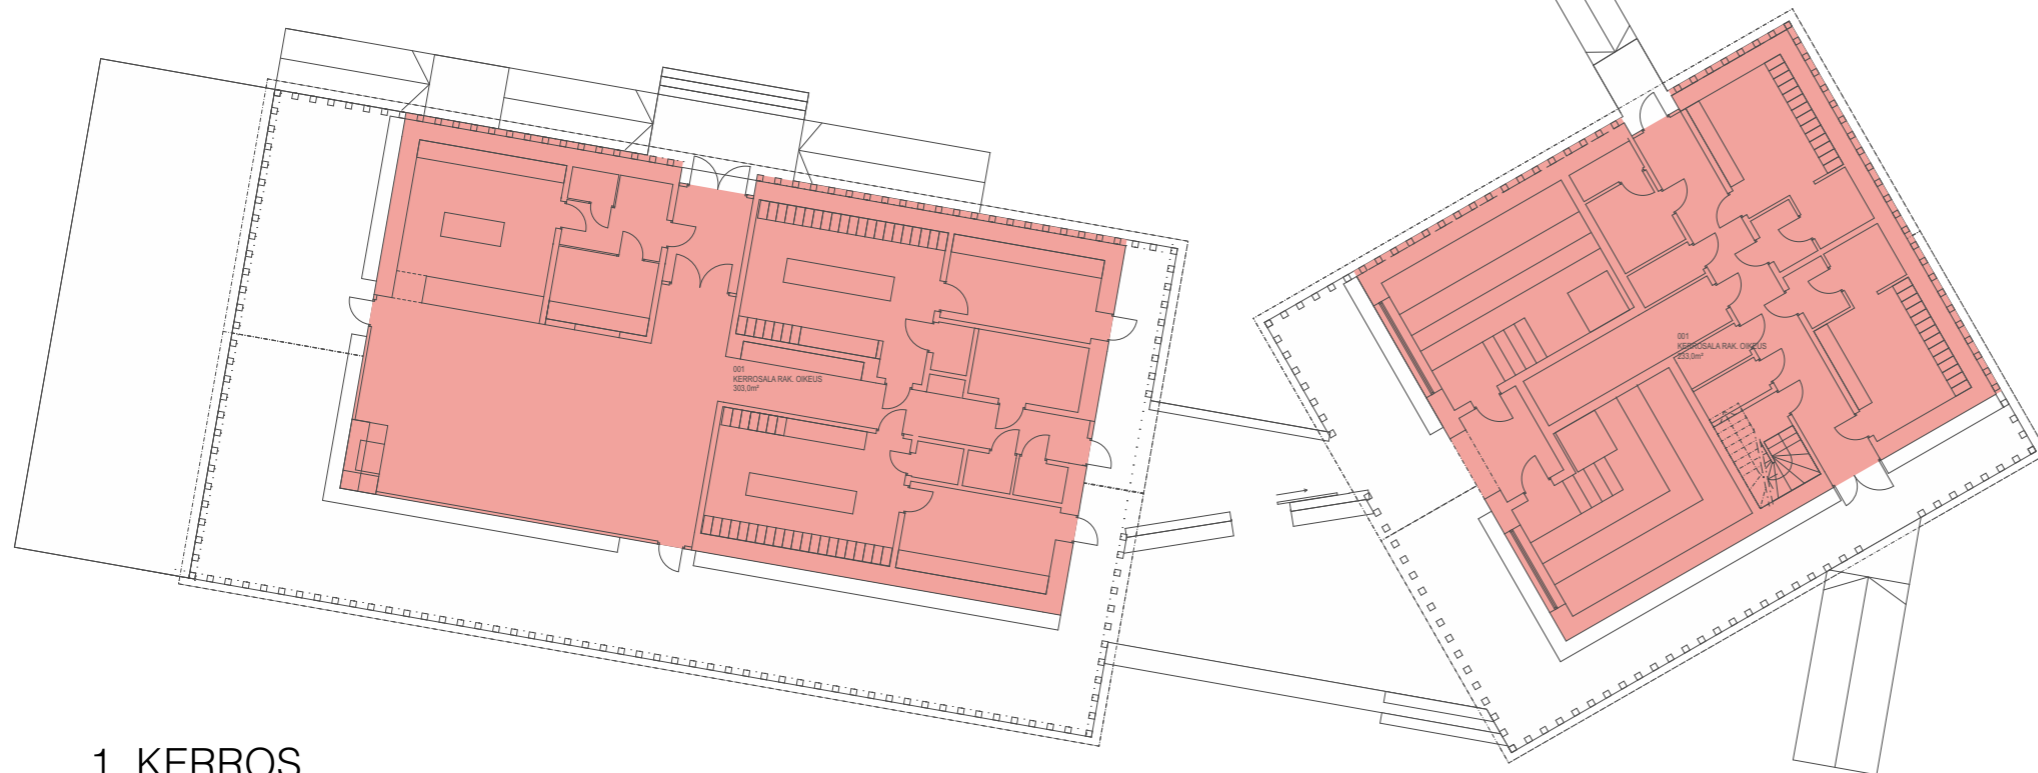 001
KERROSALA RAK. OIKEUS
303,0m²
001
KERROSALA RAK. OIKEUS
233,0m²
1. KERROS